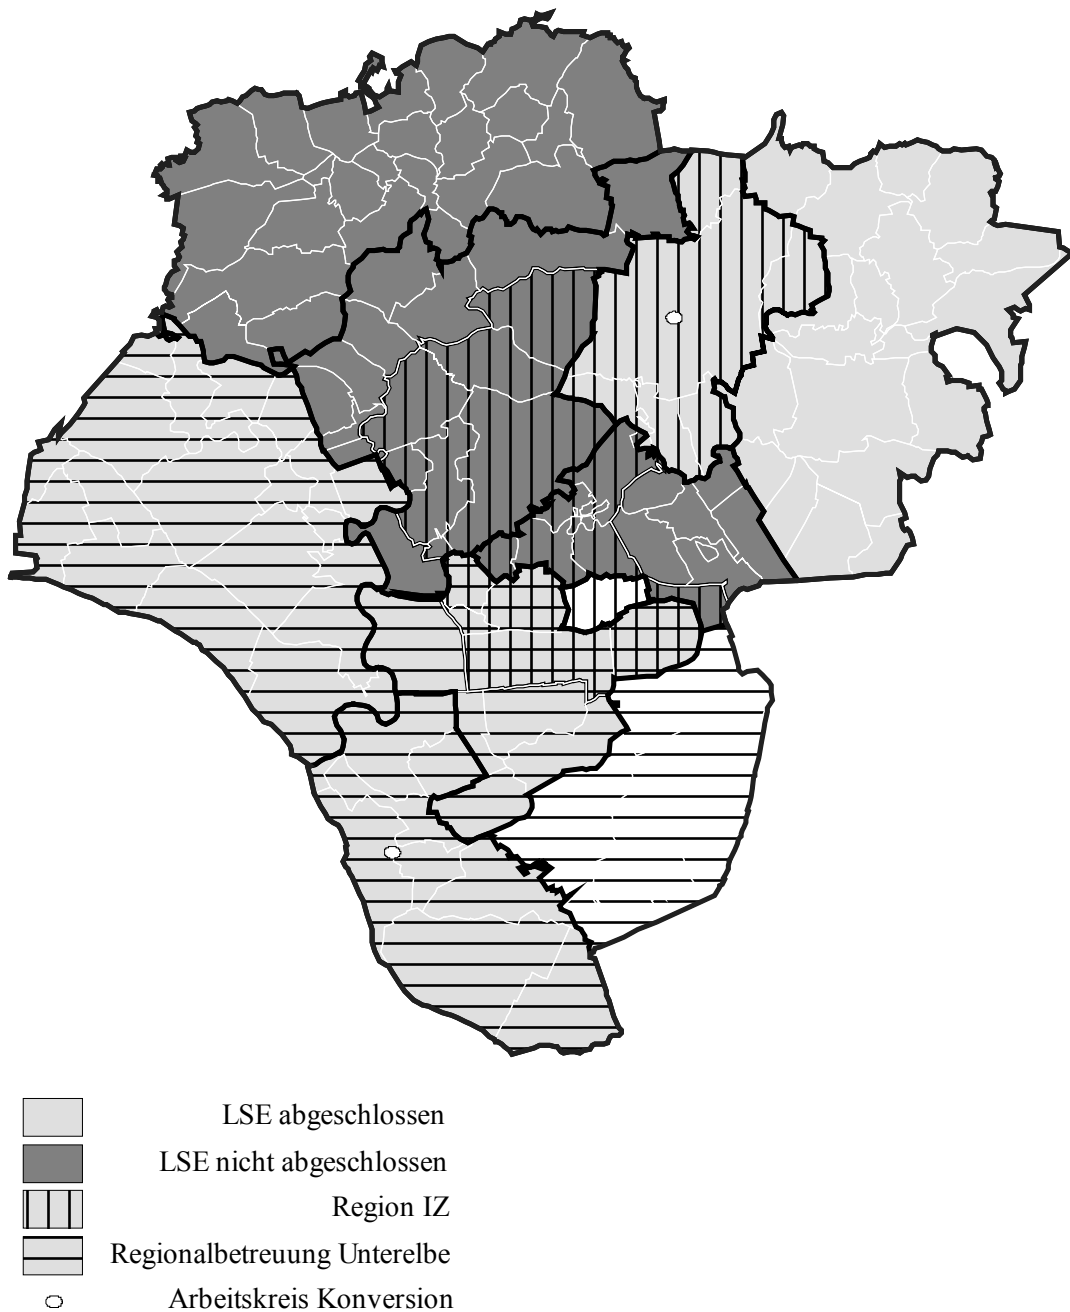 LSE abgeschlossen
LSE nicht abgeschlossen
Region IZ
Regionalbetreuung Unterelbe
Arbeitskreis Konversion